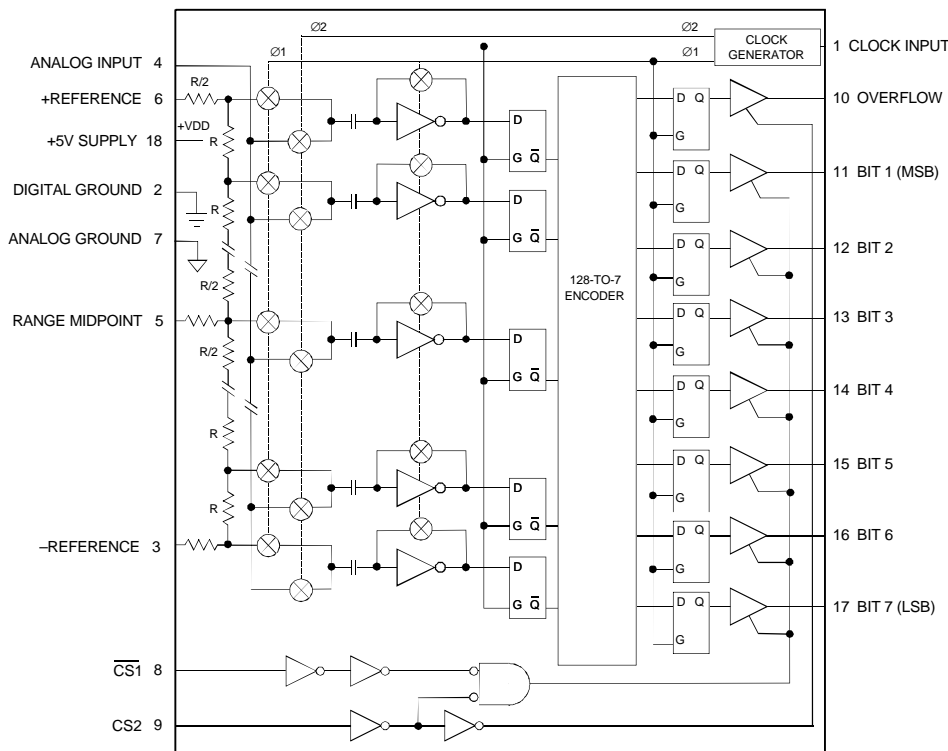 Ø2
Ø2
CLOCK
GENERATOR
1 CLOCK INPUT
Ø1
Ø1
ANALOG INPUT 4
R/2
+REFERENCE 6
D Q
G
10 OVERFLOW
+VDD
+5V SUPPLY 18
R
D
G Q̅
D Q
G
11 BIT 1 (MSB)
DIGITAL GROUND 2
R
D
G Q̅
ANALOG GROUND 7
D Q
G
12 BIT 2
128-TO-7
ENCODER
R/2
RANGE MIDPOINT 5
D Q
G
13 BIT 3
R/2
D
G Q̅
D Q
G
14 BIT 4
R
D Q
G
15 BIT 5
R
D
G Q̅
D Q
G
16 BIT 6
–REFERENCE 3
D
G Q̅
D Q
G
17 BIT 7 (LSB)
C̅S̅1̅ 8
CS2 9